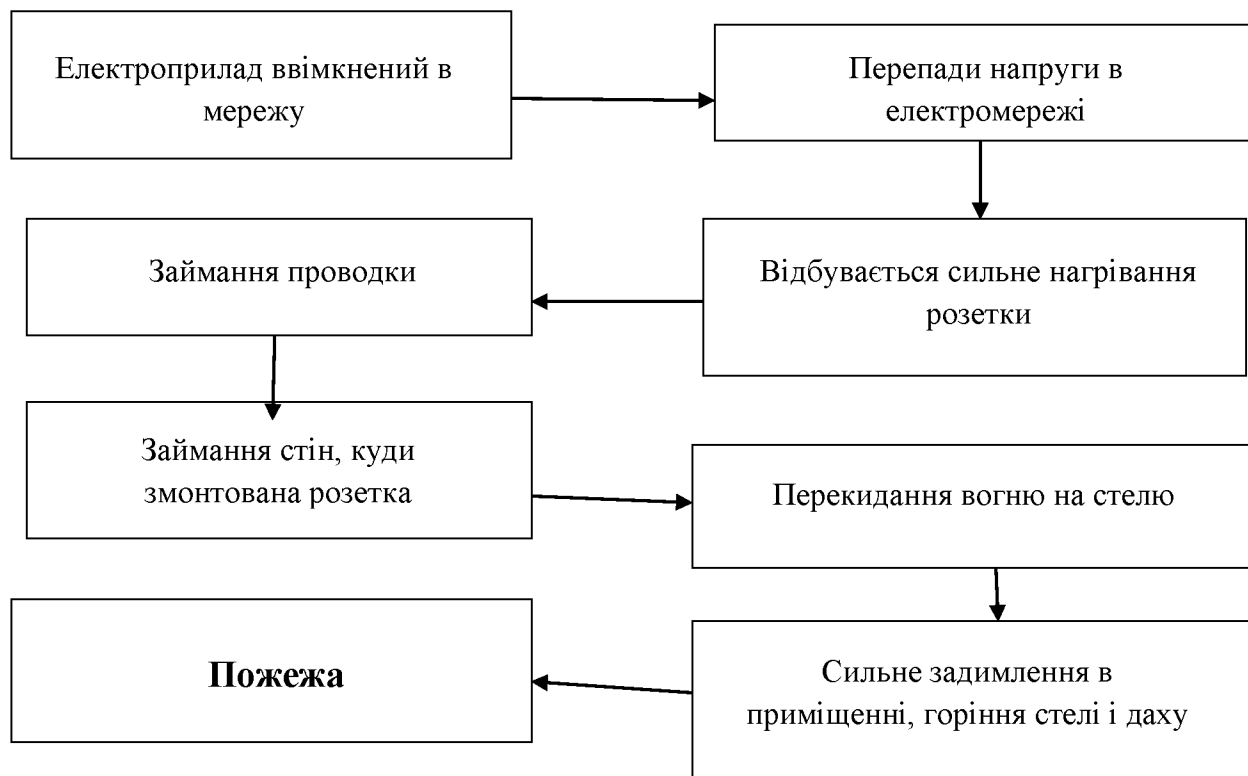 Електроприлад ввімкнений в
мережу
Перепади напруги в
електромережі
Відбувається сильне нагрівання
розетки
Займання проводки
Займання стін, куди
змонтована розетка
Перекидання вогню на стелю
Сильне задимлення в
приміщенні, горіння стелі і даху
Пожежа